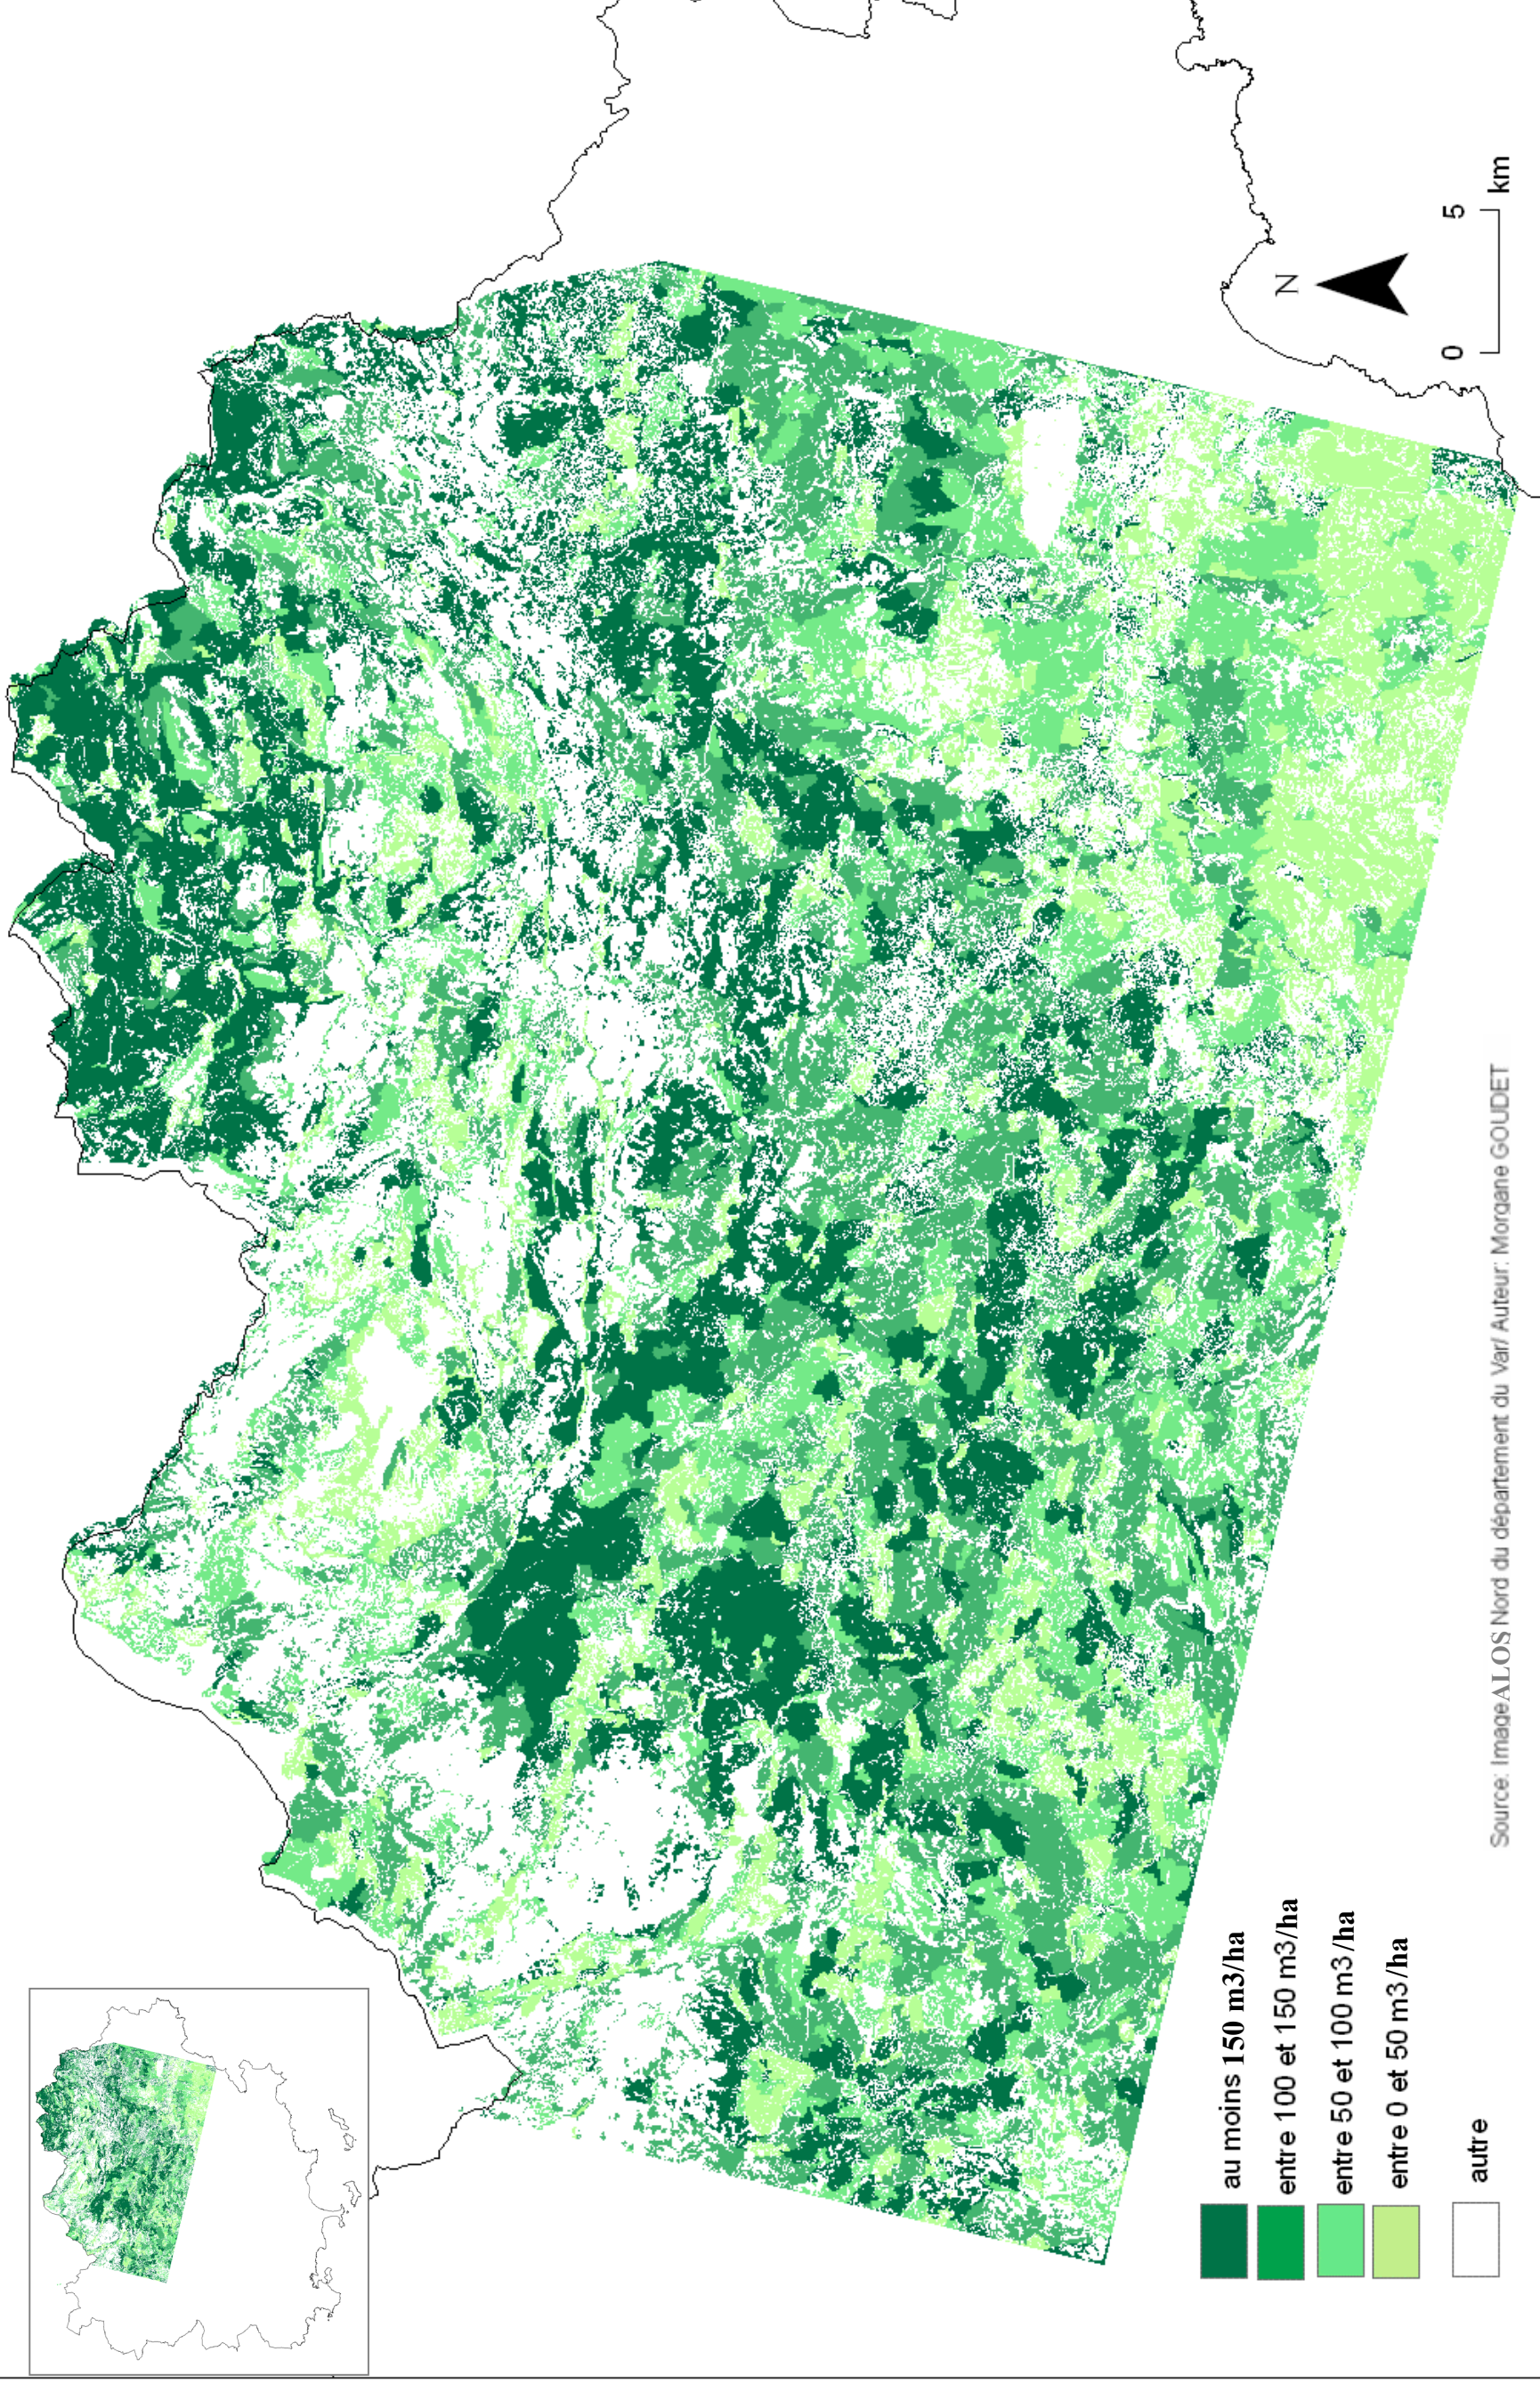 au moins 150 m3/ha
entre 100 et 150 m3/ha
entre 50 et 100 m3/ha
entre 0 et 50 m3/ha
autre
N
0 5
km
Source: Image ALOS Nord du département du Var/ Auteur: Morgane GOUDET